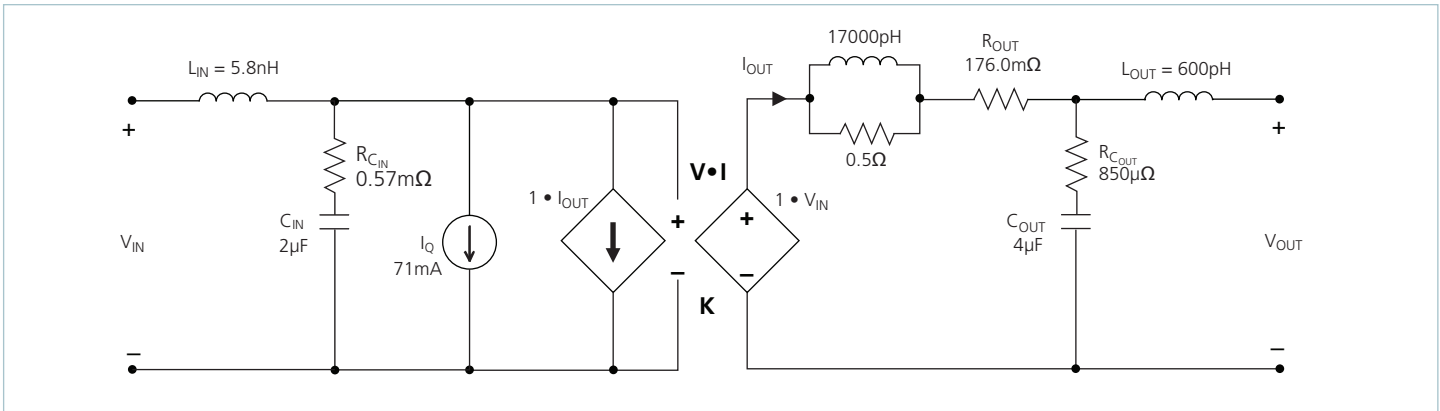 17000pH
R_OUT
176.0mΩ
L_IN = 5.8nH
I_OUT
L_OUT = 600pH
+
+
R_C_IN
0.57mΩ
0.5Ω
R_C_OUT
850µΩ
V•I
1 • I_OUT
1 • V_IN
+
+
C_IN
2µF
C_OUT
4µF
V_IN
I_Q
71mA
V_OUT
–
–
K
–
–